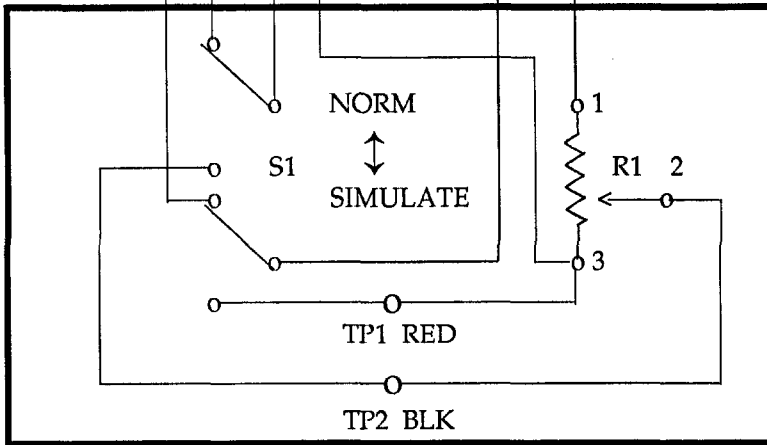 NORM
1
S1
R1 2
SIMULATE
3
TP1 RED
TP2 BLK